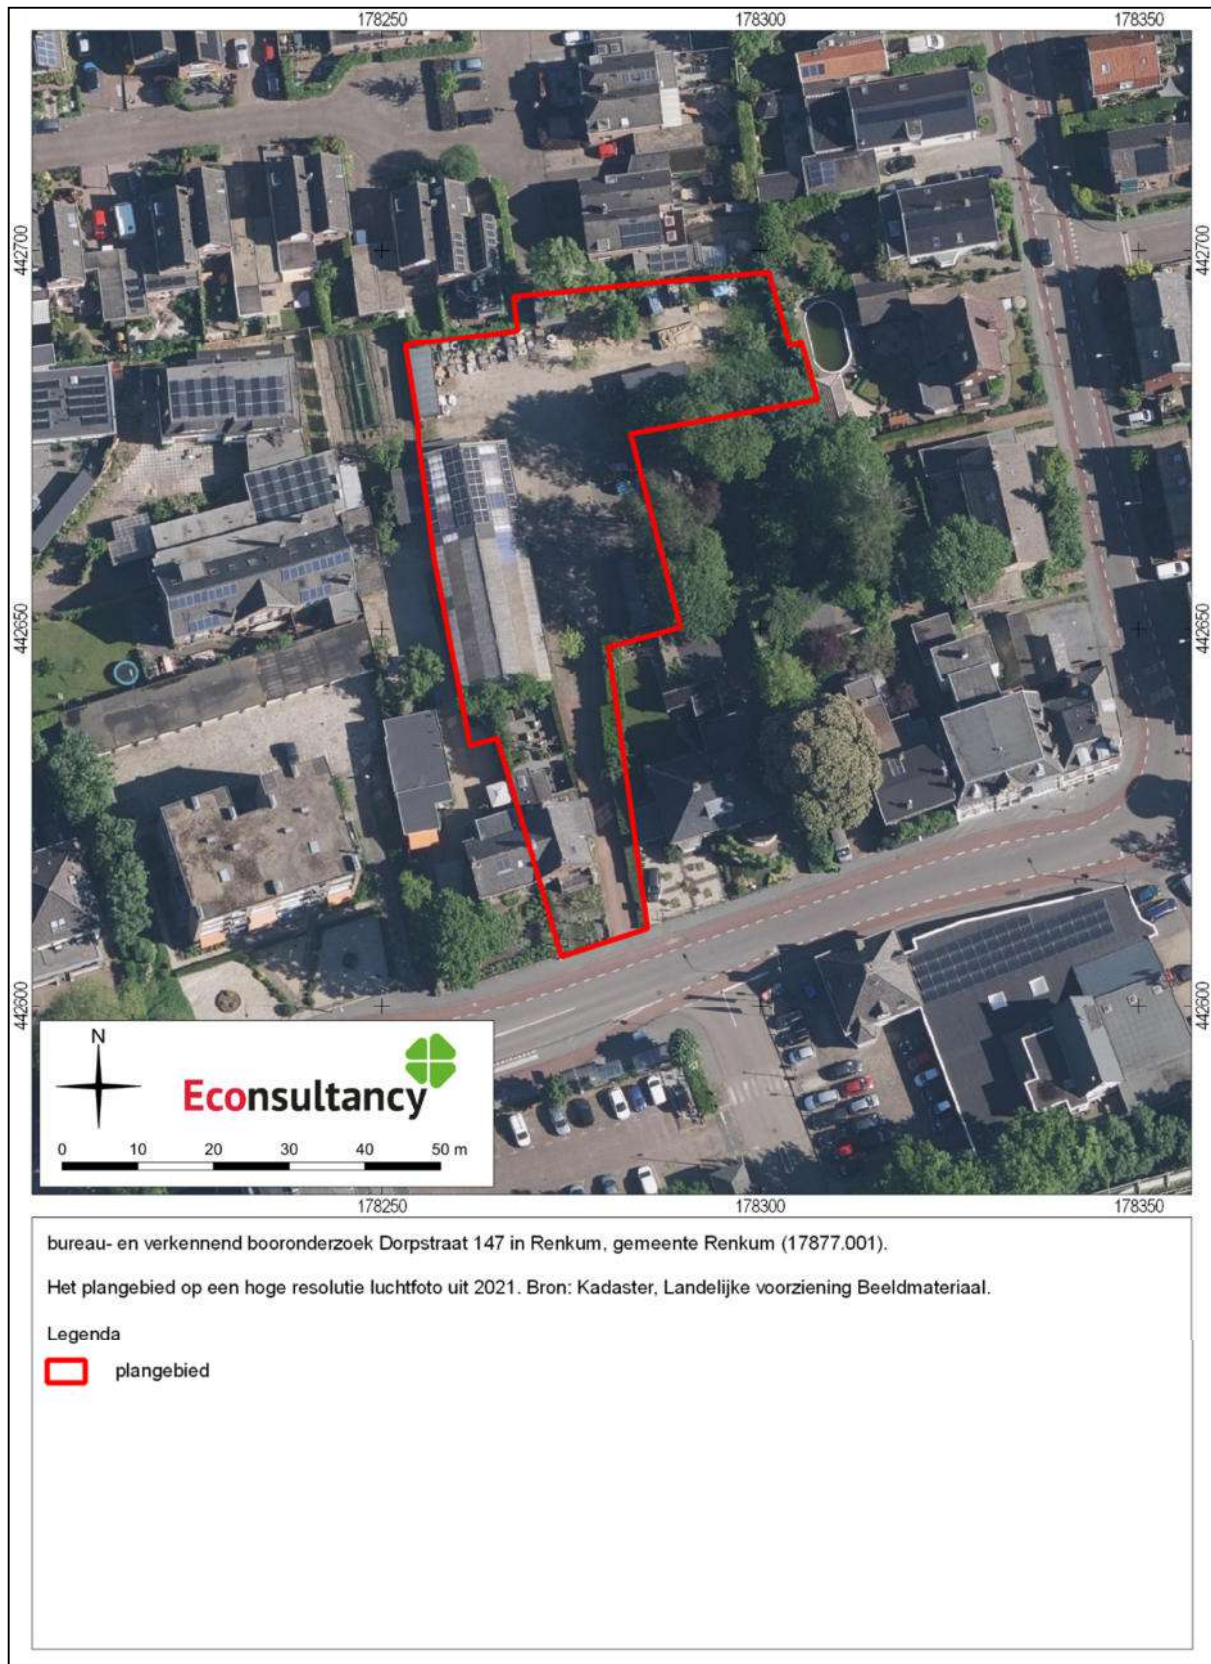 178250 178300 178350
442700 442700
442650 442650
442600 442600
N
Econsultancy
0 10 20 30 40 50 m
178250 178300 178350
bureau- en verkennend booronderzoek Dorpstraat 147 in Renkum, gemeente Renkum (17877.001).
Het plangebied op een hoge resolutie luchtfoto uit 2021. Bron: Kadaster, Landelijke voorziening Beeldmateriaal.
Legenda
plangebied